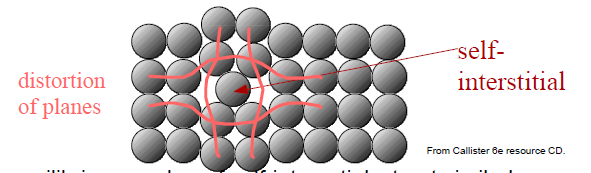 self-
interstitial
distortion
of planes
From Callister 6e resource CD.